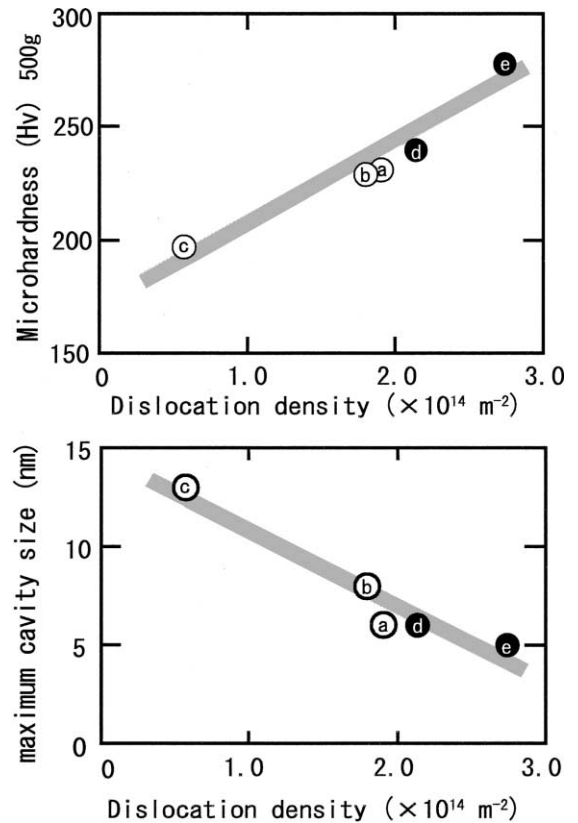 300
Microhardness (Hv) 500g
250
200
150
e
d
a
b
c
0 1.0 2.0 3.0
Dislocation density (×10¹⁴ m⁻²)
15
maximum cavity size (nm)
10
5
0
c
b
a
d
e
1.0 2.0 3.0
Dislocation density (×10¹⁴ m⁻²)